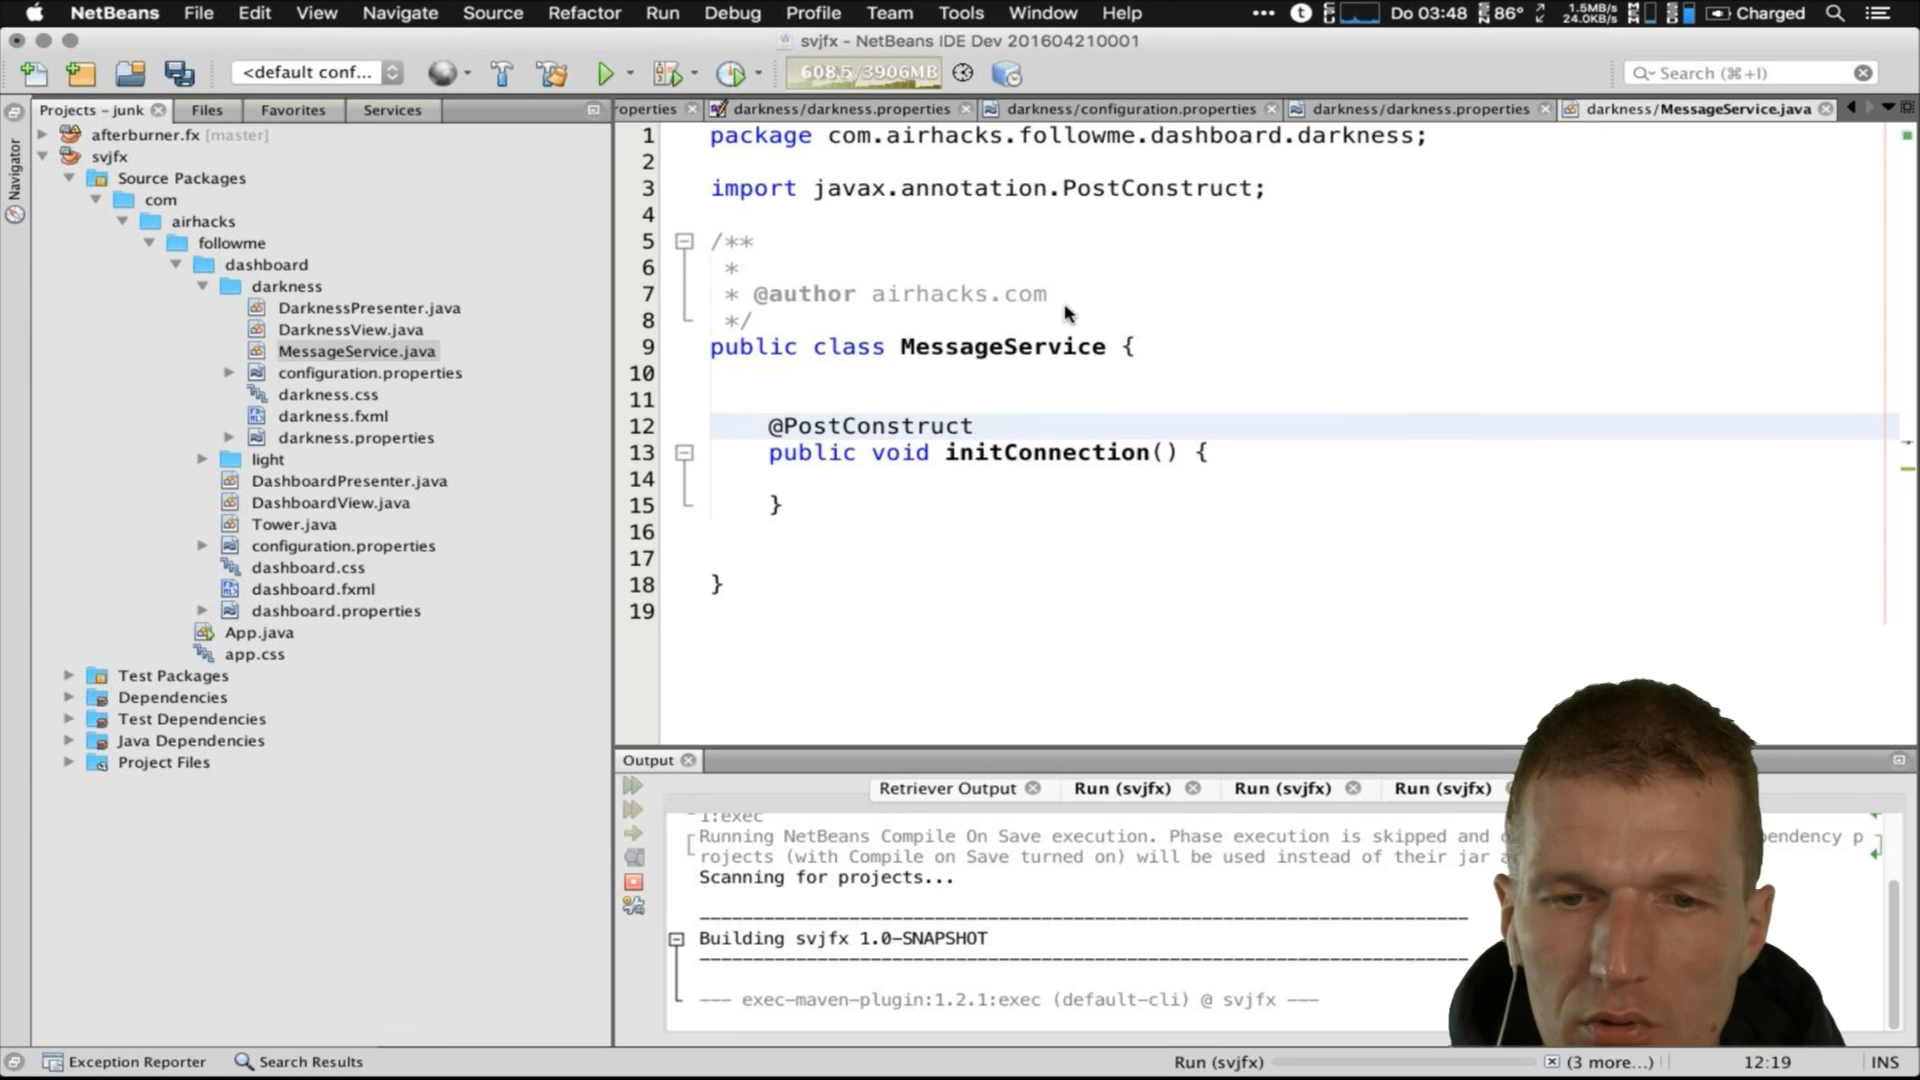 NetBeans File Edit View Navigate Source Refactor Run Debug Profile Team Tools Window Help ••• Do 03:48 86° 1.5MB/s 24.0KB/s Charged
svjfx - NetBeans IDE Dev 201604210001
<default conf... 608,5/3906MB Search (⌘+I)
Projects – junk Files Favorites Services
roperties darkness/darkness.properties darkness/configuration.properties darkness/darkness.properties darkness/MessageService.java
Navigator
afterburner.fx [master]
svjfx
Source Packages
com
airhacks
followme
dashboard
darkness
DarknessPresenter.java
DarknessView.java
MessageService.java
configuration.properties
darkness.css
darkness.fxml
darkness.properties
light
DashboardPresenter.java
DashboardView.java
Tower.java
configuration.properties
dashboard.css
dashboard.fxml
dashboard.properties
App.java
app.css
Test Packages
Dependencies
Test Dependencies
Java Dependencies
Project Files
1 package com.airhacks.followme.dashboard.darkness;
2
3 import javax.annotation.PostConstruct;
4
5 /**
6 *
7 * @author airhacks.com
8 */
9 public class MessageService {
10
11
12 @PostConstruct
13 public void initConnection() {
14
15 }
16
17
18 }
19
Output
Retriever Output Run (svjfx) Run (svjfx) Run (svjfx)
1:exec
Running NetBeans Compile On Save execution. Phase execution is skipped and endency p
rojects (with Compile on Save turned on) will be used instead of their jar
Scanning for projects...
------------------------------------------------------------------------
Building svjfx 1.0-SNAPSHOT
------------------------------------------------------------------------
--- exec-maven-plugin:1.2.1:exec (default-cli) @ svjfx ---
Exception Reporter Search Results Run (svjfx) (3 more...) 12:19 INS